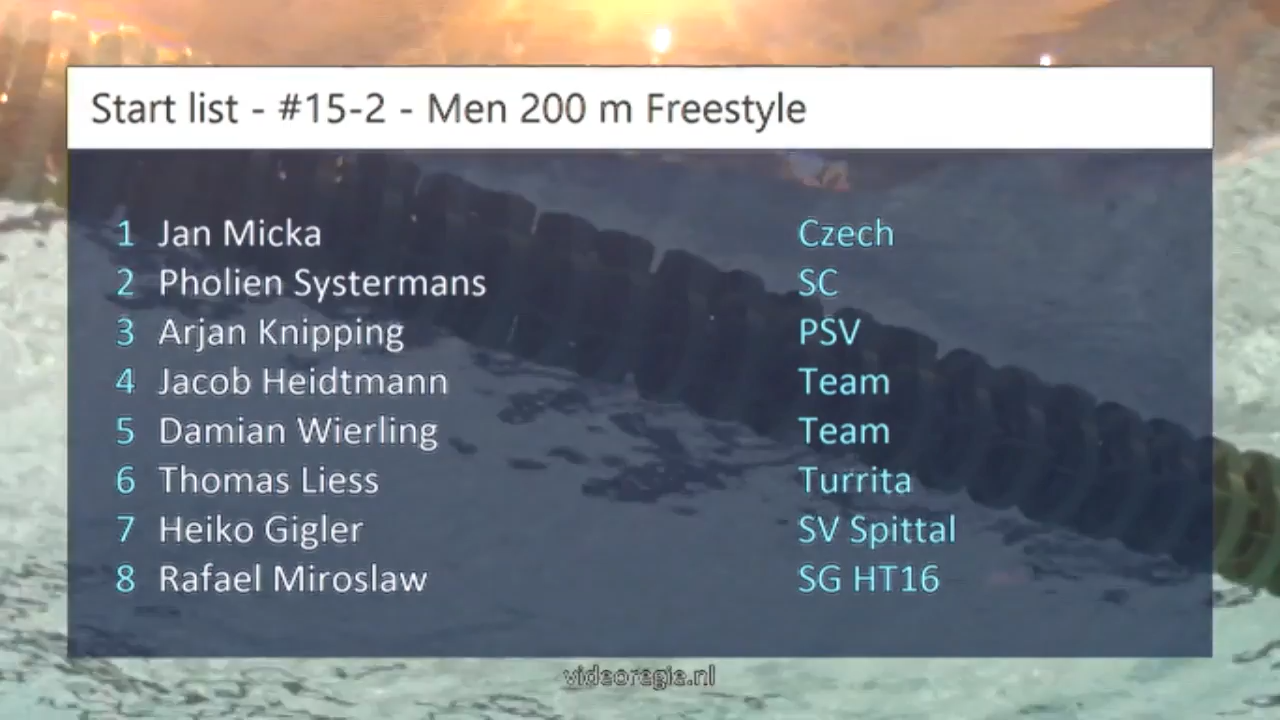 Start list - #15-2 - Men 200 m Freestyle
1 Jan Micka Czech
2 Pholien Systermans SC
3 Arjan Knipping PSV
4 Jacob Heidtmann Team
5 Damian Wierling Team
6 Thomas Liess Turrita
7 Heiko Gigler SV Spittal
8 Rafael Miroslaw SG HT16
videoregie.nl